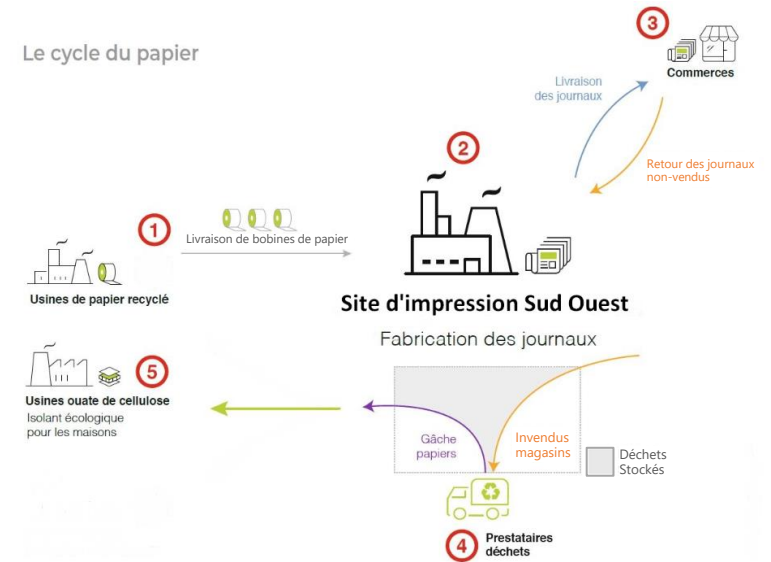 Le cycle du papier
3
Commerces
Livraison
des journaux
Retour des journaux
non-vendus
2
1
Livraison de bobines de papier
Usines de papier recyclé
Site d'impression Sud Ouest
Fabrication des journaux
5
Usines ouate de cellulose
Isolant écologique
pour les maisons
Gâche
papiers
Invendus
magasins
Déchets
Stockés
4
Prestataires
déchets